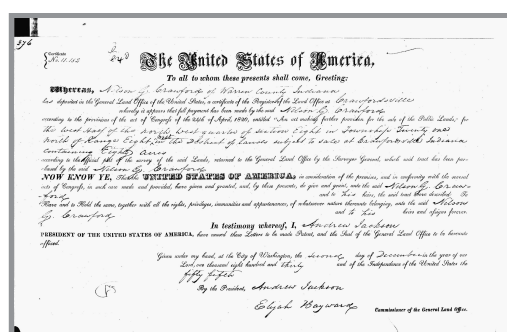 376
Certificate
No. 11.152
The United States of America,
To all to whom these presents shall come, Greeting:
Whereas, Nilson G. Crawford of Warren County Indiana
has deposited in the General Land Office of the United States, a certificate of the Register of the Land Office at Crawfordsville
whereby it appears that full payment has been made by the said Nilson G. Crawford
according to the provisions of the act of Congress of the 24th of April, 1820, entitled "An act making further provision for the sale of the Public Lands," for
the West Half of the North West quarter of section Eight in Township Twenty one
North of Range Eight, West in the District of Lands subject to sale at Crawfordsville Indiana
containing Eighty acres
according to the official plat of the survey of the said Lands, returned to the General Land Office by the Surveyor General, which said tract has been pur-
chased by the said Nilson G. Crawford
NOW KNOW YE, That the UNITED STATES OF AMERICA, in consideration of the premises, and in conformity with the several
acts of Congress, in such case made and provided, have given and granted, and, by these presents, do give and grant, unto the said Nilson G. Craw-
ford and to his heirs, the said tract above described: To
Have and to Hold the same, together with all the rights, privileges, immunities and appurtenances, of whatsoever nature thereunto belonging, unto the said Nilson
G. Crawford and to his heirs and assigns forever.
In testimony whereof, I, Andrew Jackson
PRESIDENT OF THE UNITED STATES OF AMERICA, have caused these Letters to be made Patent, and the Seal of the General Land Office to be hereunto
affixed.
Given under my hand, at the City of Washington, the second day of December in the year of our
Lord, one thousand eight hundred and thirty and of the Independence of the United States the
fifty fifth
By the President, Andrew Jackson
Elijah Hayward Commissioner of the General Land Office.